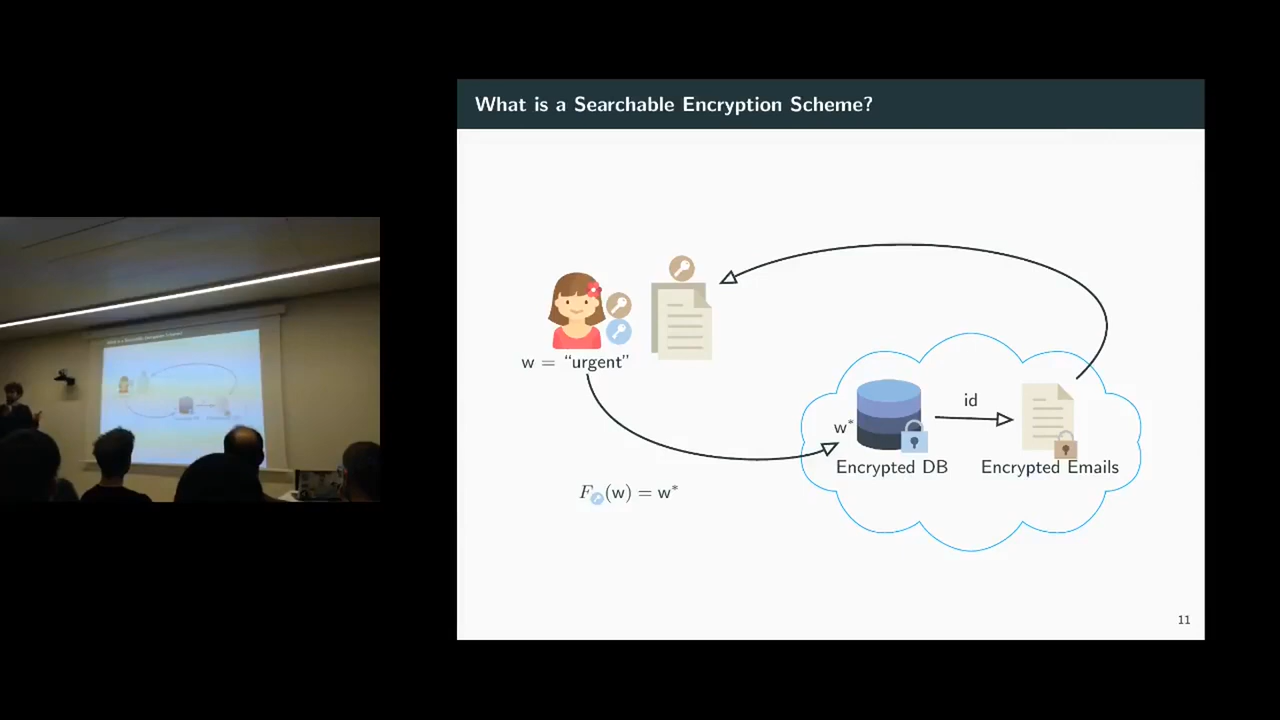 What is a Searchable Encryption Scheme?
w = “urgent”
id
w*
Encrypted DB
Encrypted Emails
F (w) = w*
11